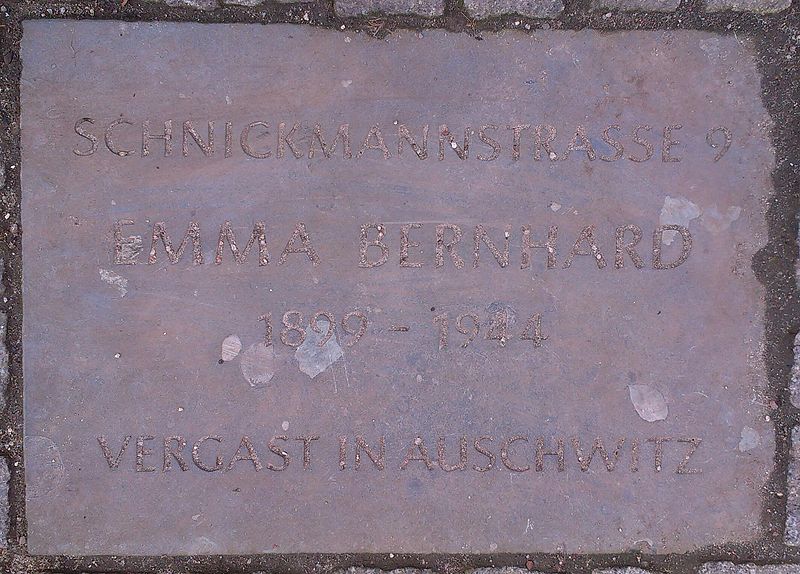 SCHNICKMANNSTRASSE 9
EMMA BERNHARD
1899 – 1944
VERGAST IN AUSCHWITZ